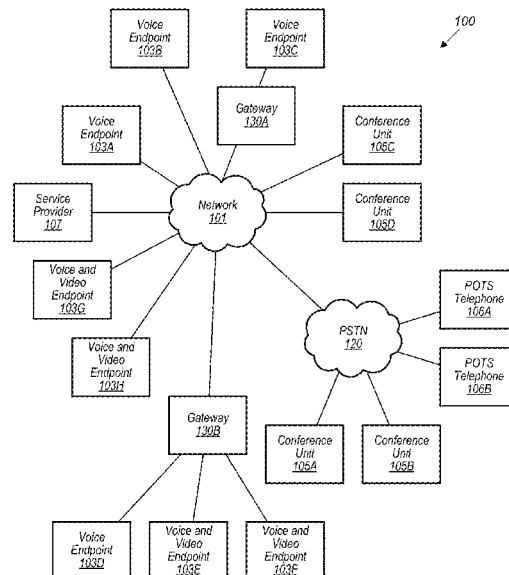 100
Voice
Endpoint
103B
Voice
Endpoint
103C
Gateway
130A
Voice
Endpoint
103A
Conference
Unit
105C
Service
Provider
107
Network
101
Conference
Unit
105D
Voice and
Video Endpoint
103G
POTS
Telephone
106A
PSTN
120
Voice and
Video
Endpoint
103H
POTS
Telephone
106B
Gateway
130B
Conference
Unit
105A
Conference
Unit
105B
Voice
Endpoint
103D
Voice and
Video
Endpoint
103E
Voice and
Video
Endpoint
103F